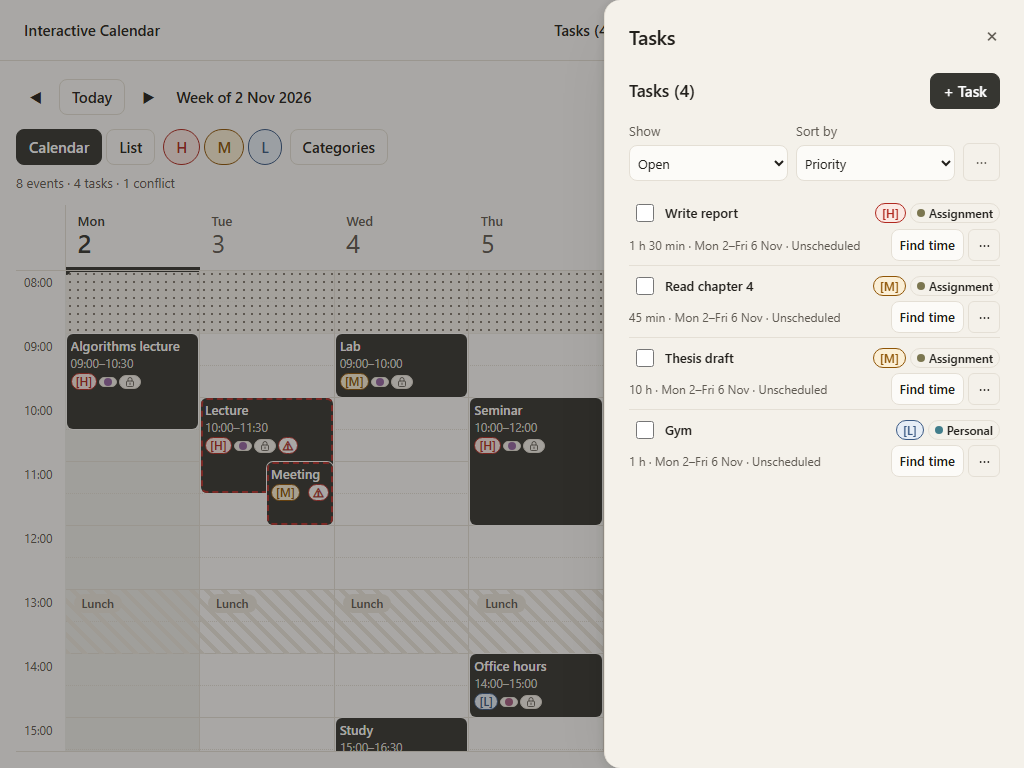 Interactive Calendar
Tasks (4
◀ Today ▶ Week of 2 Nov 2026
Calendar List H M L Categories
8 events · 4 tasks · 1 conflict
Mon Tue Wed Thu
2 3 4 5
08:00
09:00
10:00
11:00
12:00
13:00
14:00
15:00
Algorithms lecture
09:00–10:30
[H]
Lecture
10:00–11:30
[H]
Meeting
[M]
Lab
09:00–10:00
[M]
Seminar
10:00–12:00
[H]
Lunch Lunch Lunch Lunch
Office hours
14:00–15:00
[L]
Study
15:00–16:30
Tasks ✕
Tasks (4) + Task
Show Sort by
Open Priority ···
Write report [H] Assignment
1 h 30 min · Mon 2–Fri 6 Nov · Unscheduled Find time ···
Read chapter 4 [M] Assignment
45 min · Mon 2–Fri 6 Nov · Unscheduled Find time ···
Thesis draft [M] Assignment
10 h · Mon 2–Fri 6 Nov · Unscheduled Find time ···
Gym [L] Personal
1 h · Mon 2–Fri 6 Nov · Unscheduled Find time ···